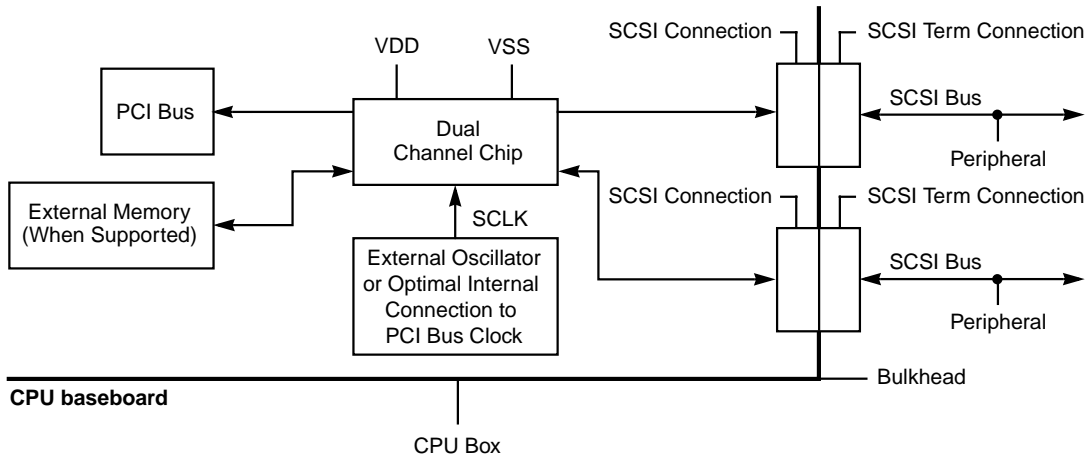 SCSI Connection
SCSI Term Connection
VDD
VSS
PCI Bus
Dual
Channel Chip
SCSI Bus
Peripheral
SCSI Connection
SCSI Term Connection
External Memory
(When Supported)
SCLK
External Oscillator
or Optimal Internal
Connection to
PCI Bus Clock
SCSI Bus
Peripheral
Bulkhead
CPU baseboard
CPU Box